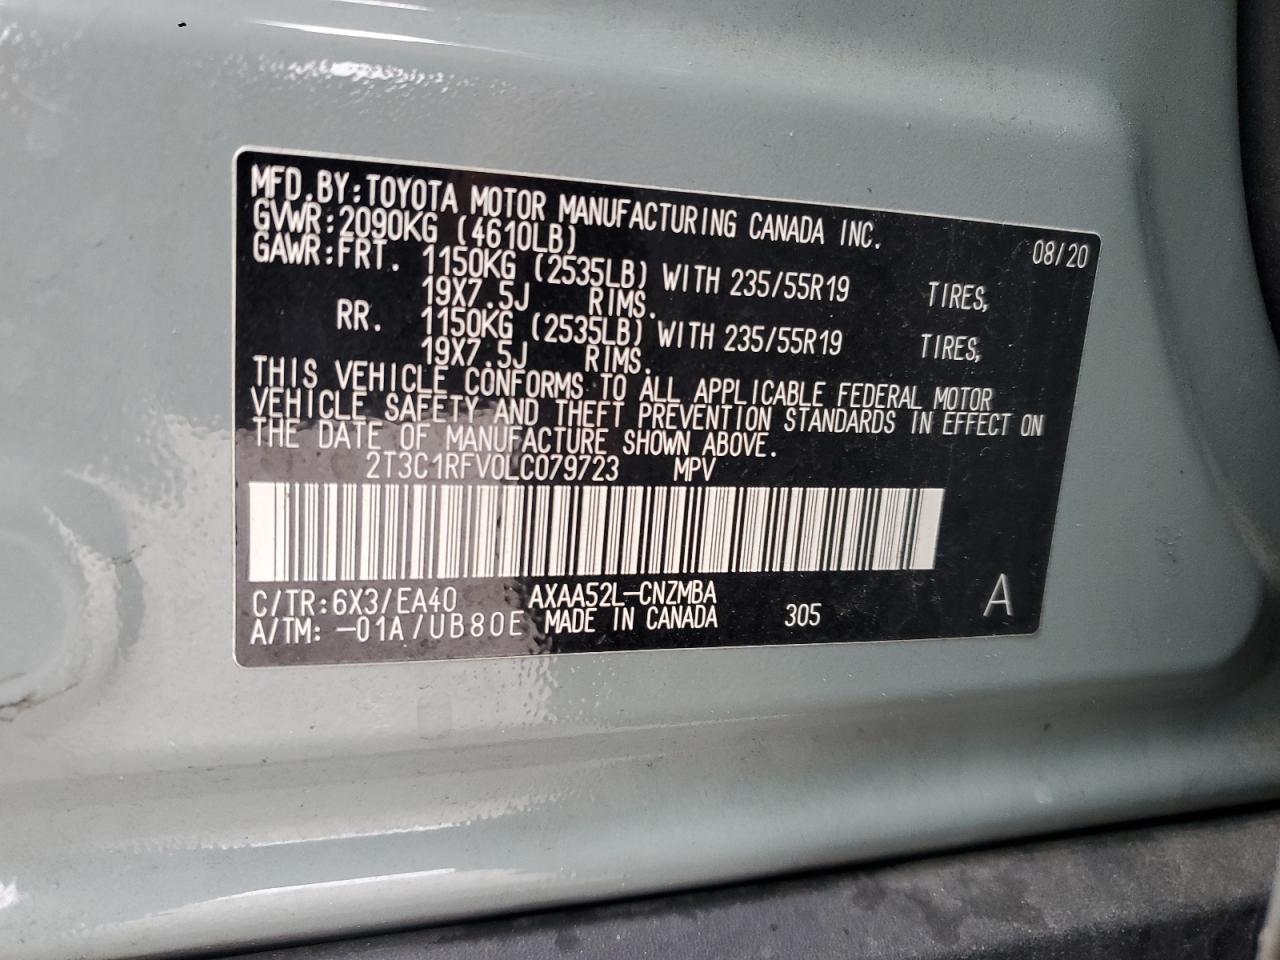 MFD.BY:TOYOTA MOTOR MANUFACTURING CANADA INC.
GVWR:2090KG (4610LB) 08/20
GAWR:FRT. 1150KG (2535LB) WITH 235/55R19 TIRES,
19X7.5J RIMS.
RR. 1150KG (2535LB) WITH 235/55R19 TIRES,
19X7.5J RIMS.
THIS VEHICLE CONFORMS TO ALL APPLICABLE FEDERAL MOTOR
VEHICLE SAFETY AND THEFT PREVENTION STANDARDS IN EFFECT ON
THE DATE OF MANUFACTURE SHOWN ABOVE.
2T3C1RFV0LC079723 MPV
C/TR:6X3/EA40 AXAA52L-CNZMBA
A/TM: -01A/UB80E MADE IN CANADA 305 A